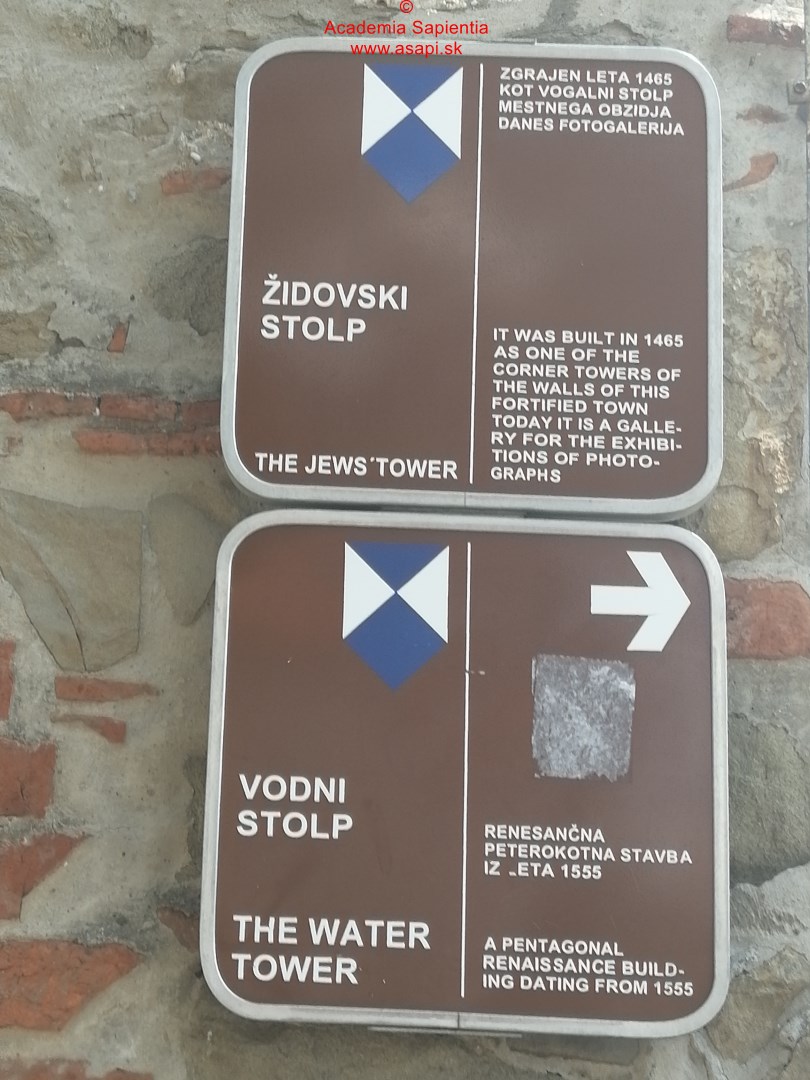 ©
Academia Sapientia
www.asapi.sk
ŽIDOVSKI
STOLP
THE JEWS´TOWER
ZGRAJEN LETA 1465
KOT VOGALNI STOLP
MESTNEGA OBZIDJA
DANES FOTOGALERIJA
IT WAS BUILT IN 1465
AS ONE OF THE
CORNER TOWERS OF
THE WALLS OF THIS
FORTIFIED TOWN
TODAY IT IS A GALLE-
RY FOR THE EXHIBI-
TIONS OF PHOTO-
GRAPHS
VODNI
STOLP
THE WATER
TOWER
RENESANČNA
PETEROKOTNA STAVBA
IZ LETA 1555
A PENTAGONAL
RENAISSANCE BUILD-
ING DATING FROM 1555